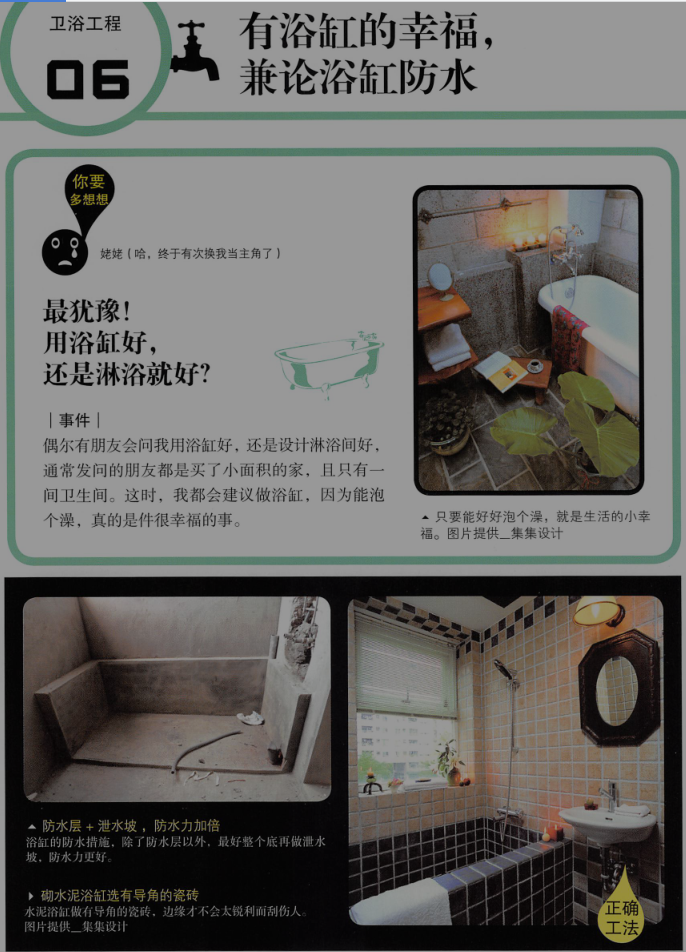 卫浴工程
06
有浴缸的幸福，
兼论浴缸防水
你要
多想想
姥姥（哈，终于有次换我当主角了）
最犹豫！
用浴缸好，
还是淋浴就好？
｜事件｜
偶尔有朋友会问我用浴缸好，还是设计淋浴间好，
通常发问的朋友都是买了小面积的家，且只有一
间卫生间。这时，我都会建议做浴缸，因为能泡
个澡，真的是件很幸福的事。
只要能好好泡个澡，就是生活的小幸
福。图片提供__集集设计
防水层 + 泄水坡，防水力加倍
浴缸的防水措施，除了防水层以外，最好整个底再做泄水
坡，防水力更好。
砌水泥浴缸选有导角的瓷砖
水泥浴缸做有导角的瓷砖，边缘才不会太锐利而刮伤人。
图片提供__集集设计
正确
工法